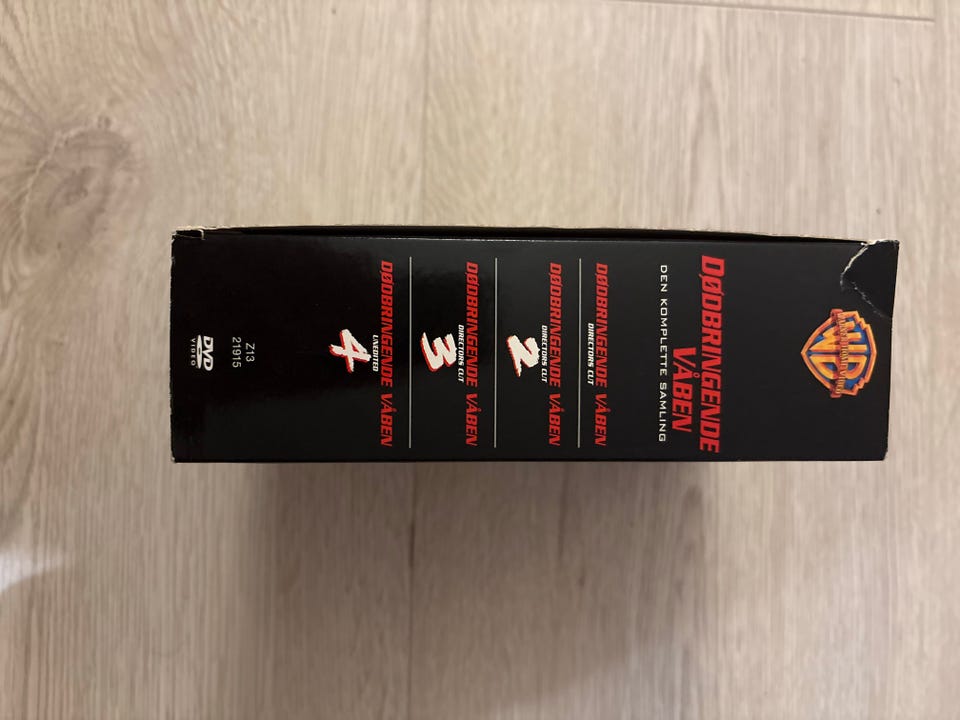 WB
DØDBRINGENDE
VÅBEN
DEN KOMPLETTE SAMLING
DØDBRINGENDE VÅBEN
DIRECTORS CUT
DØDBRINGENDE VÅBEN
DIRECTORS CUT
2
DØDBRINGENDE VÅBEN
DIRECTORS CUT
3
DØDBRINGENDE VÅBEN
UNEDITED
4
Z13
21915
DVD
VIDEO